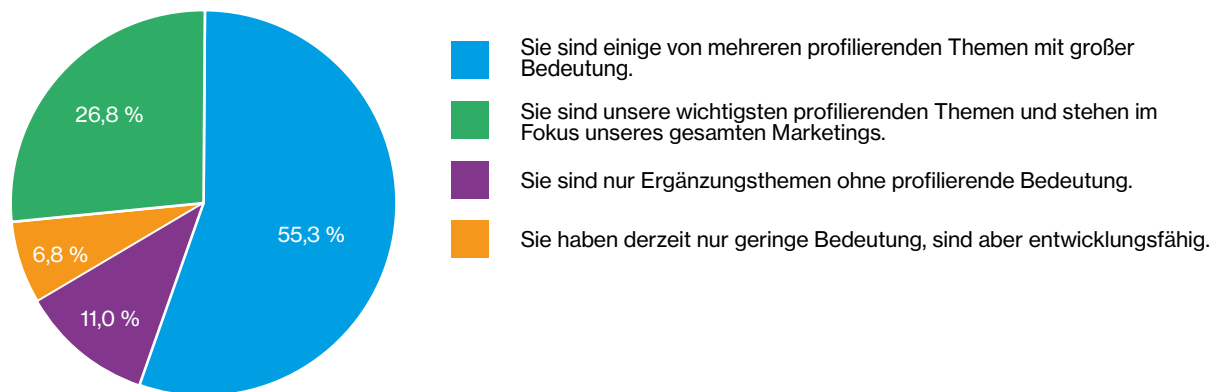 26,8 %
55,3 %
6,8 %
11,0 %
Sie sind einige von mehreren profilierenden Themen mit großer
Bedeutung.
Sie sind unsere wichtigsten profilierenden Themen und stehen im
Fokus unseres gesamten Marketings.
Sie sind nur Ergänzungsthemen ohne profilierende Bedeutung.
Sie haben derzeit nur geringe Bedeutung, sind aber entwicklungsfähig.